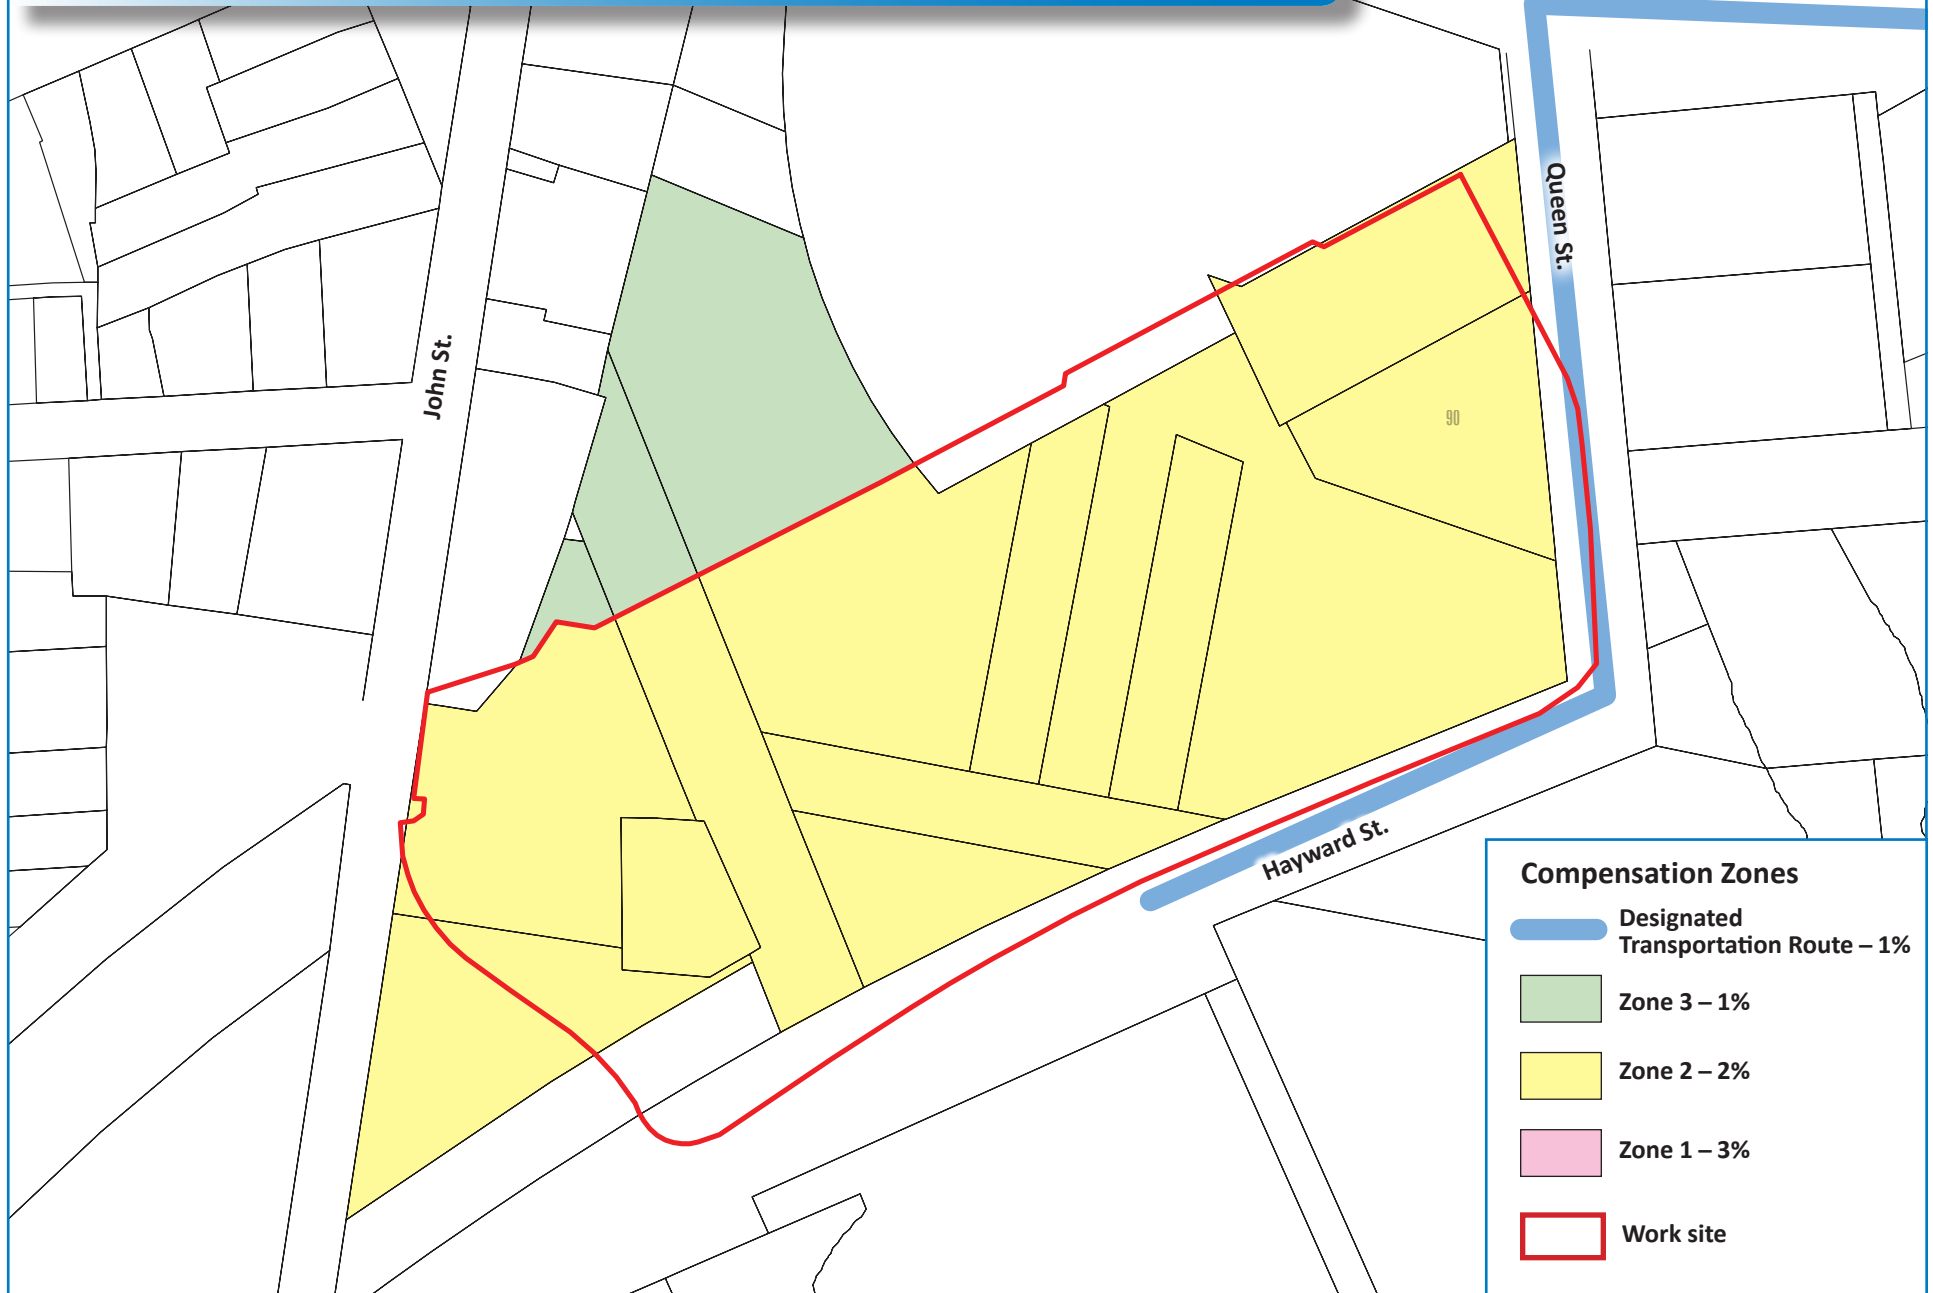 Queen St.
John St.
90
Hayward St.
Compensation Zones
Designated
Transportation Route – 1%
Zone 3 – 1%
Zone 2 – 2%
Zone 1 – 3%
Work site